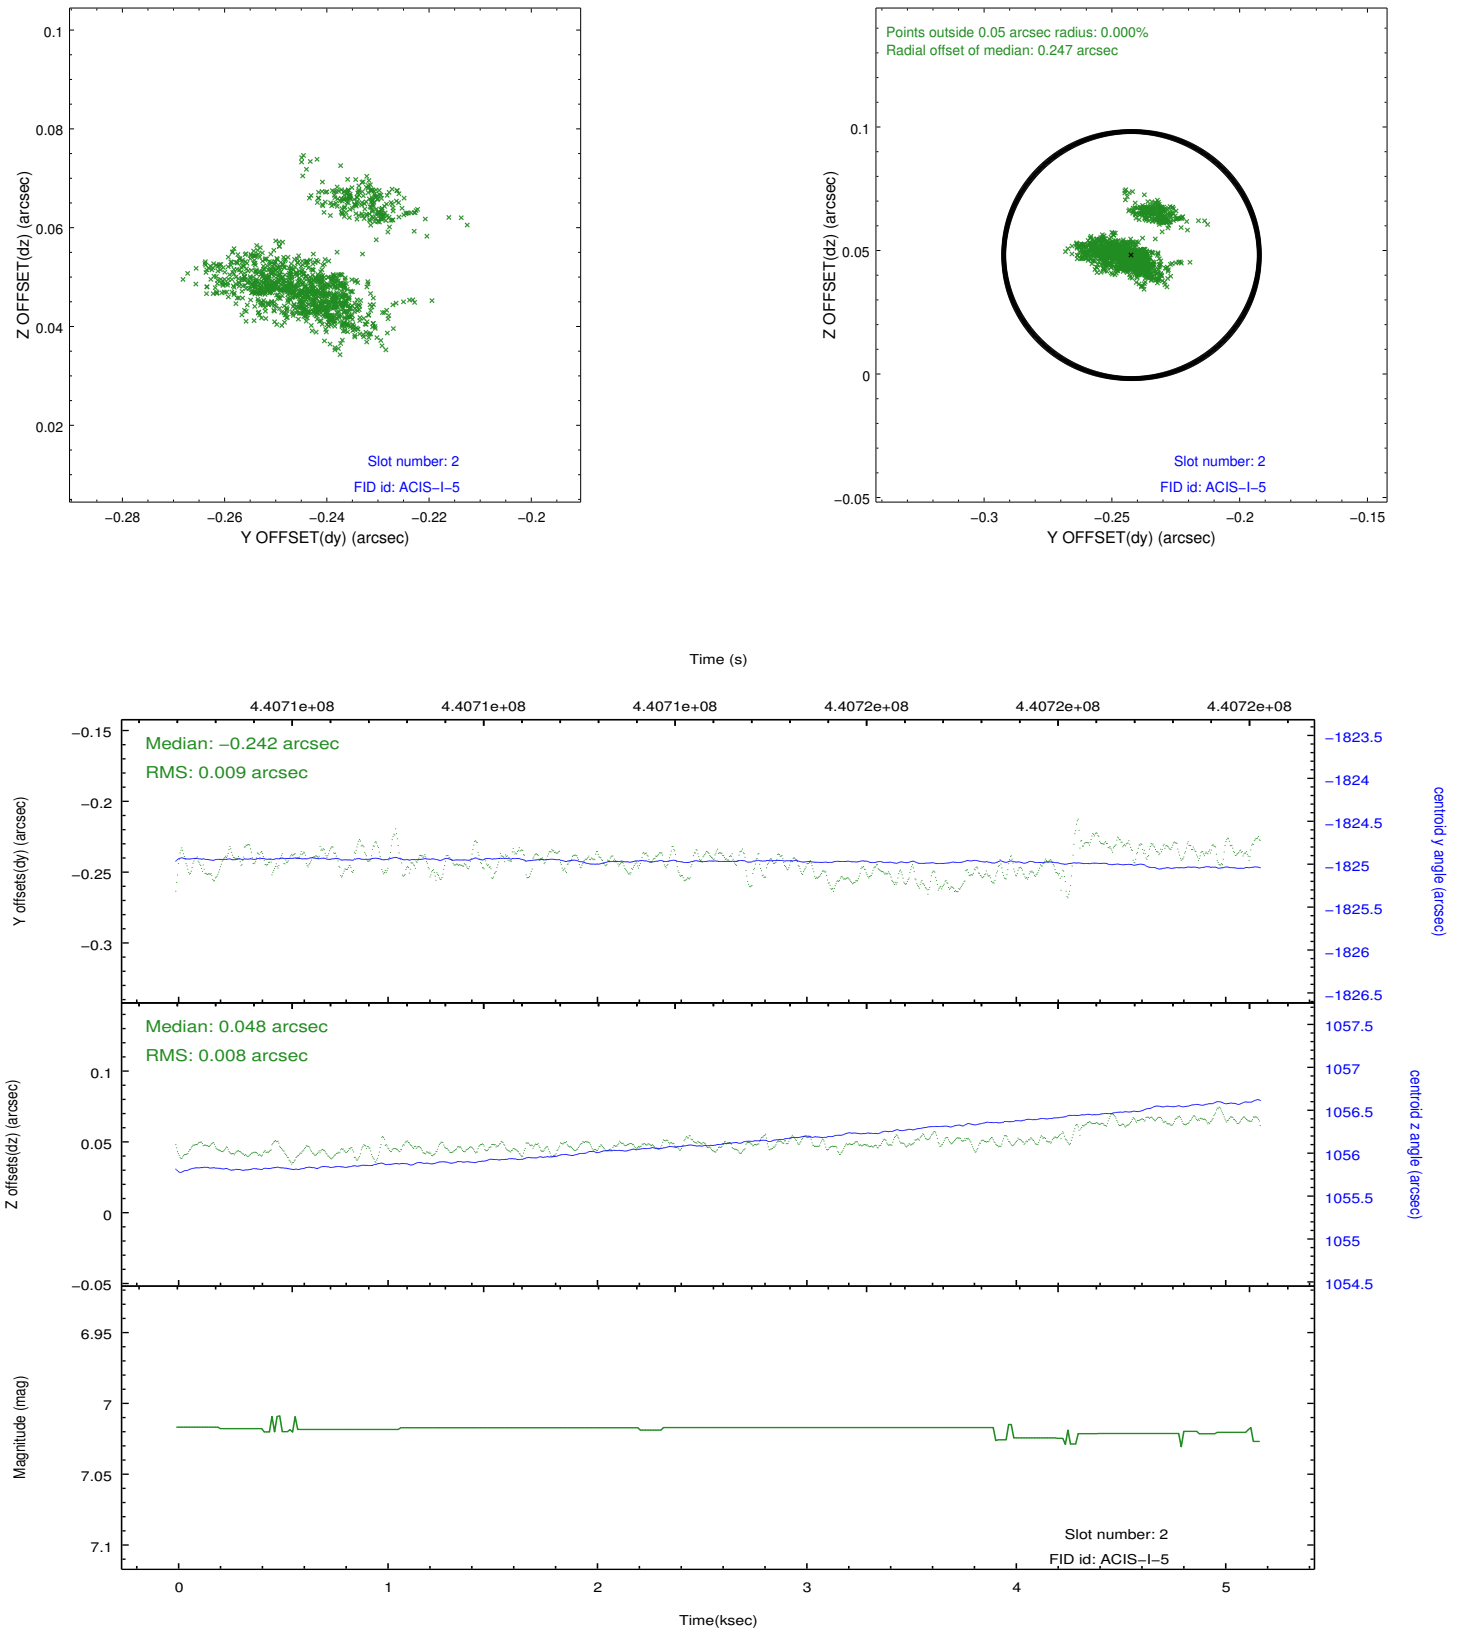 0.1
0.08
0.06
0.04
0.02
Z OFFSET(dz) (arcsec)
Slot number: 2
FID id: ACIS−I−5
−0.28 −0.26 −0.24 −0.22 −0.2
Y OFFSET(dy) (arcsec)
Points outside 0.05 arcsec radius: 0.000%
Radial offset of median: 0.247 arcsec
0.1
0.05
0
−0.05
Z OFFSET(dz) (arcsec)
Slot number: 2
FID id: ACIS−I−5
−0.3 −0.25 −0.2 −0.15
Y OFFSET(dy) (arcsec)
Time (s)
4.4071e+08 4.4071e+08 4.4071e+08 4.4072e+08 4.4072e+08 4.4072e+08
Median: −0.242 arcsec
RMS: 0.009 arcsec
−0.15
−0.2
−0.25
−0.3
Y offsets(dy) (arcsec)
−1823.5
−1824
−1824.5
−1825
−1825.5
−1826
−1826.5
centroid y angle (arcsec)
Median: 0.048 arcsec
RMS: 0.008 arcsec
0.1
0.05
0
−0.05
Z offsets(dz) (arcsec)
1057.5
1057
1056.5
1056
1055.5
1055
1054.5
centroid z angle (arcsec)
6.95
7
7.05
7.1
Magnitude (mag)
Slot number: 2
FID id: ACIS−I−5
0 1 2 3 4 5
Time(ksec)